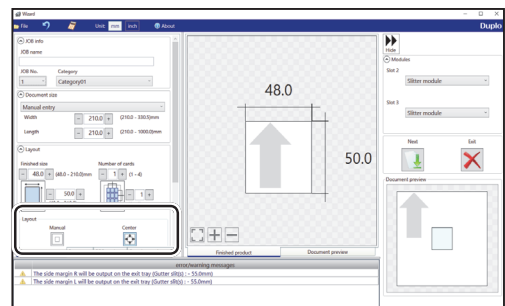 Wizard
File Unit: mm inch About Duplo
JOB info
JOB name
JOB No. Category
1 Category01
Document size
Manual entry
Width - 210.0 + (210.0 - 330.5)mm
Length - 210.0 + (210.0 - 1000.0)mm
Layout
Finished size Number of cards
- 48.0 + (48.0 - 210.0)mm - 1 + (1 - 4)
- 50.0 + - 1 +
Layout
Manual Center
48.0
50.0
Finished product Document preview
error/warning messages
The side margin R will be output on the exit tray (Gutter slit(s) : - 55.0mm)
The side margin L will be output on the exit tray (Gutter slit(s) : - 55.0mm)
Hide
Modules
Slot 2
Slitter module
Slot 3
Slitter module
Next Exit
Document preview